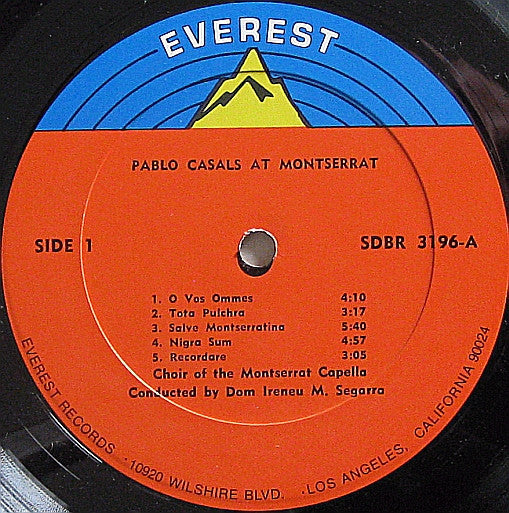 EVEREST
PABLO CASALS AT MONTSERRAT
SIDE 1
SDBR 3196-A
1. O Vos Ommes 4:10
2. Tota Pulchra 3:17
3. Salve Montserratina 5:40
4. Nigra Sum 4:57
5. Recordare 3:05
Choir of the Montserrat Capella
Conducted by Dom Ireneu M. Segarra
EVEREST RECORDS · 10920 WILSHIRE BLVD. · LOS ANGELES, CALIFORNIA 90024